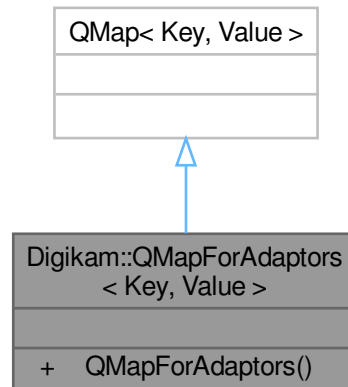 QMap< Key, Value >
Digikam::QMapForAdaptors
< Key, Value >
+ QMapForAdaptors()